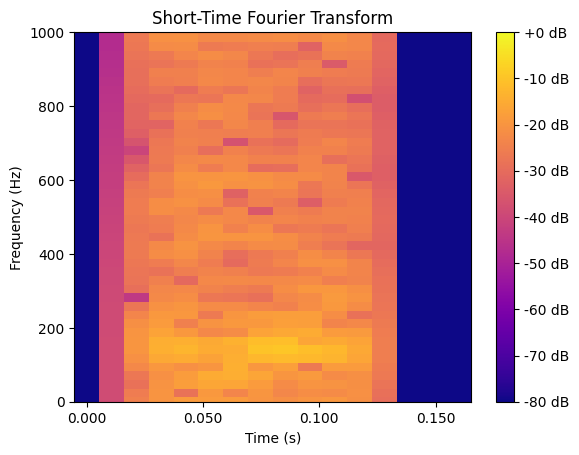 Short-Time Fourier Transform
Frequency (Hz)
1000
800
600
400
200
0
0.000
0.050
0.100
0.150
Time (s)
+0 dB
-10 dB
-20 dB
-30 dB
-40 dB
-50 dB
-60 dB
-70 dB
-80 dB